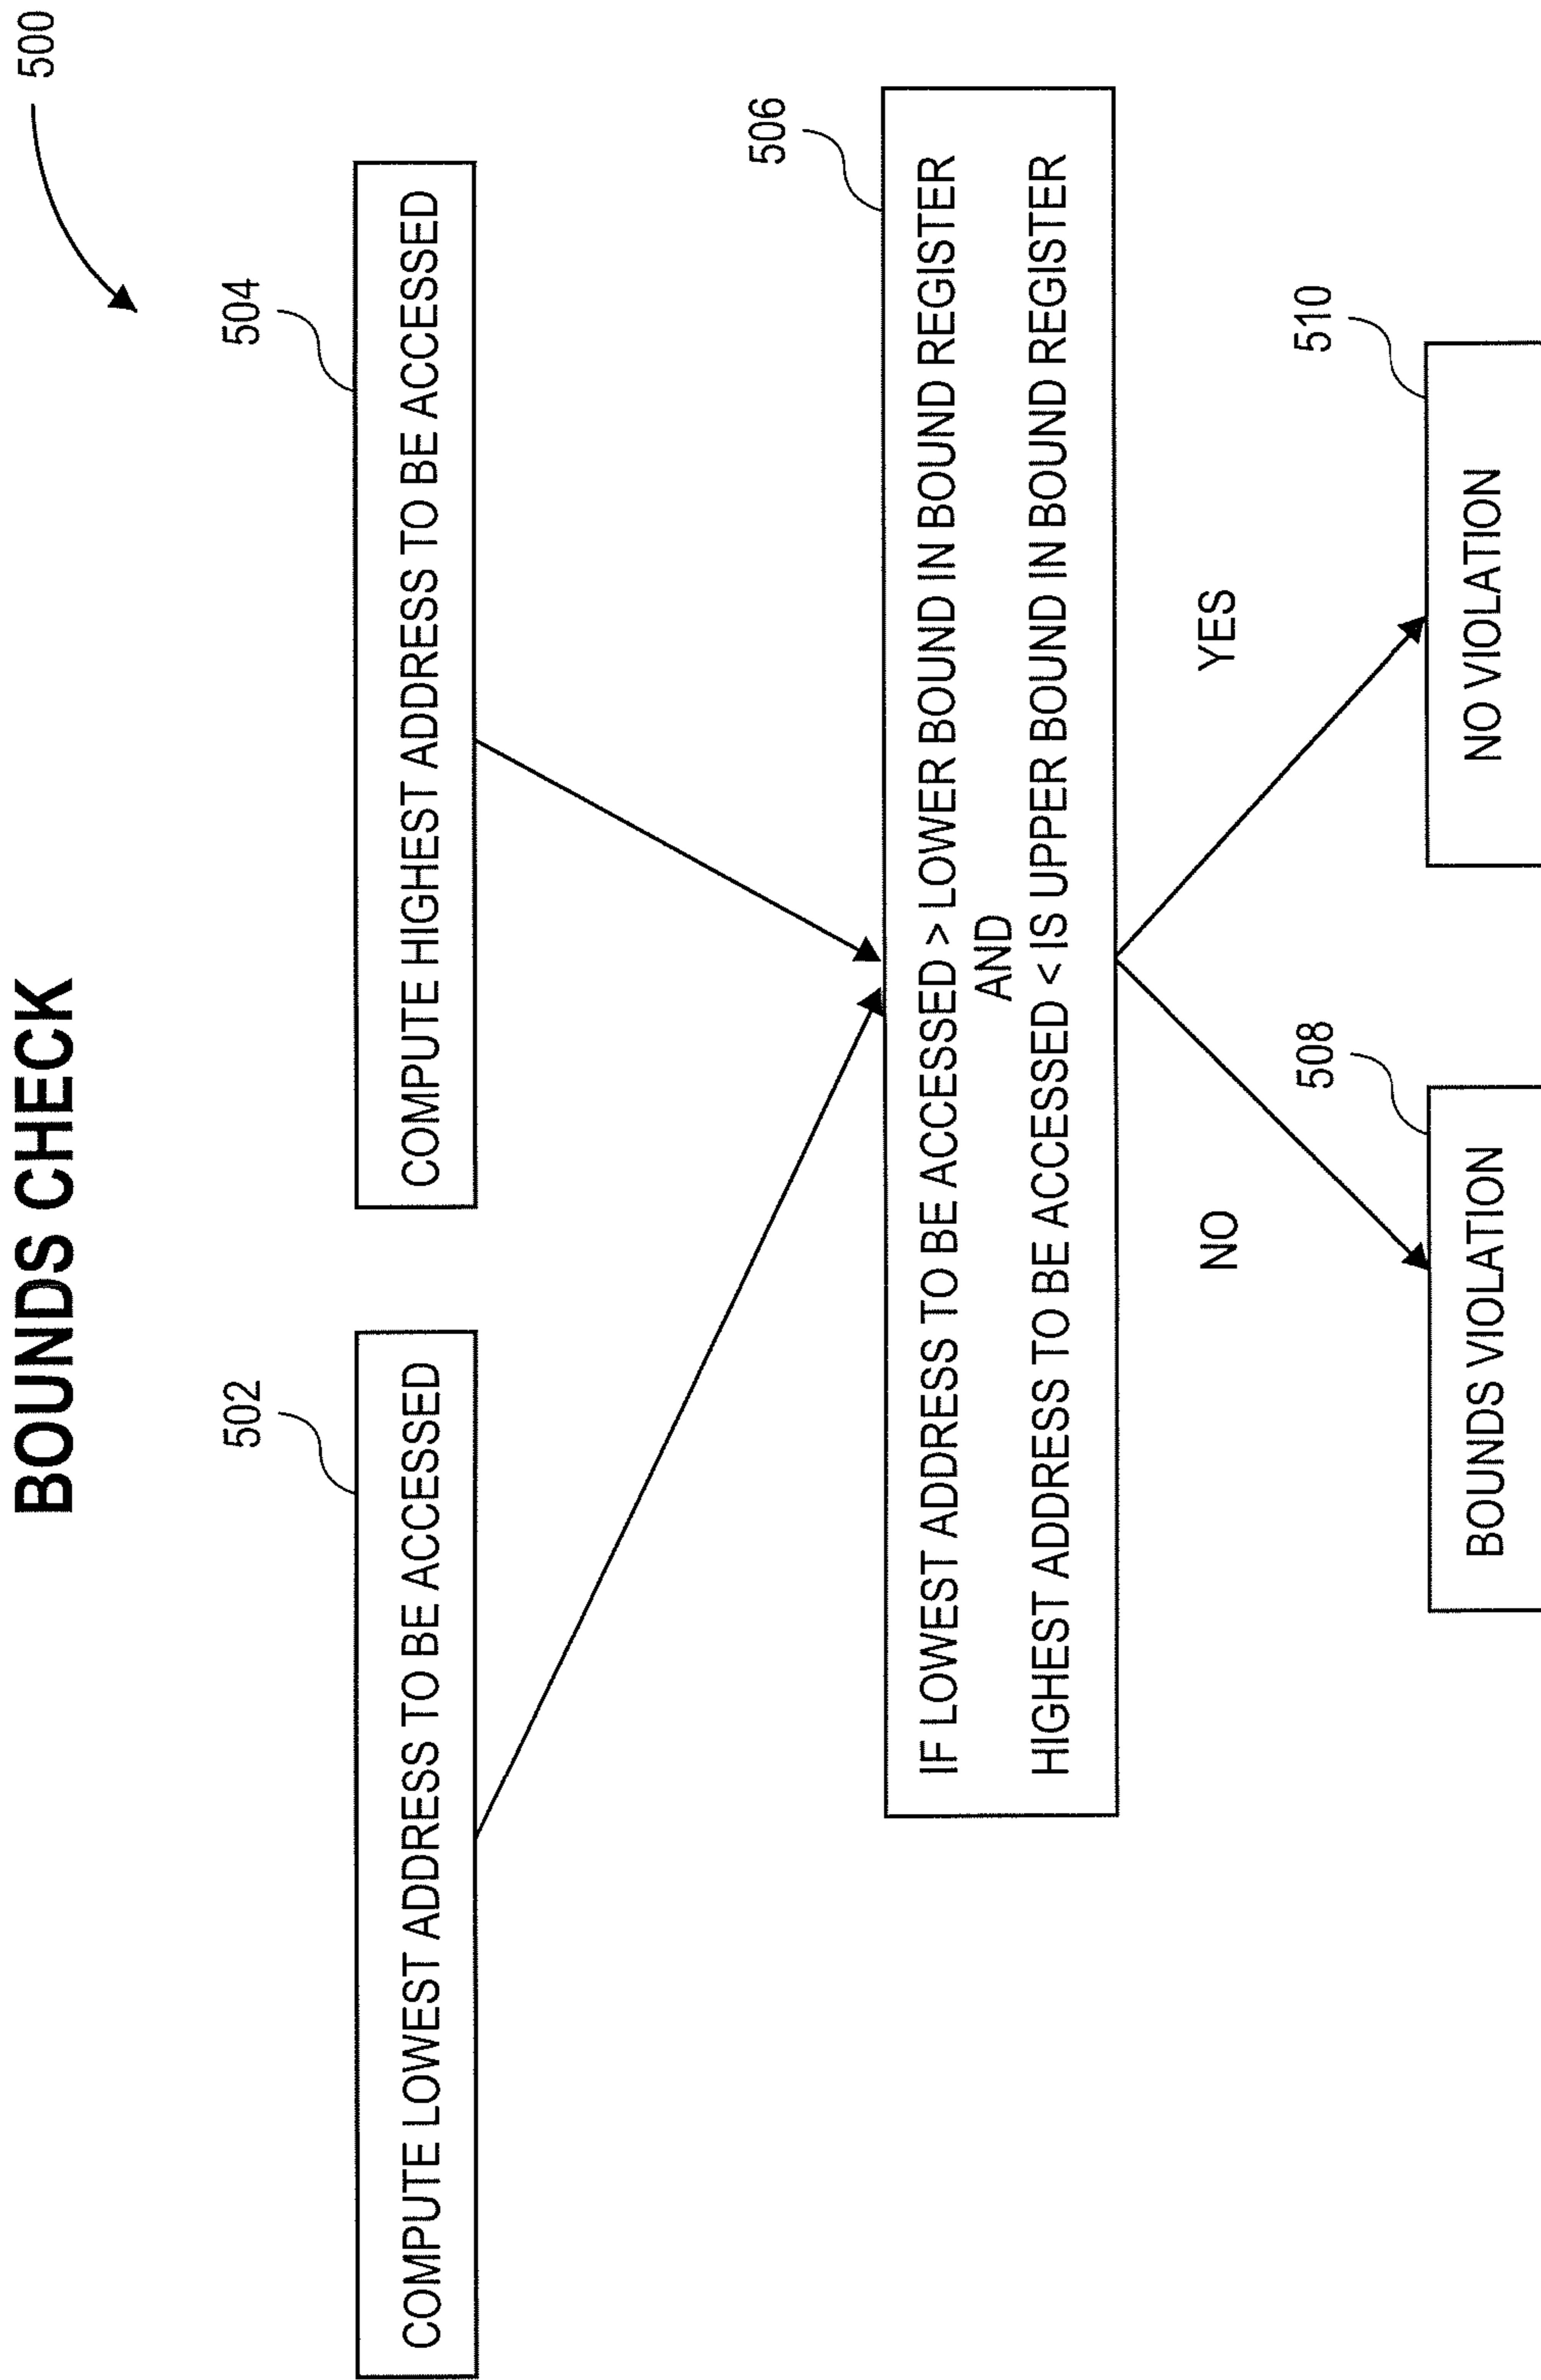 BOUNDS CHECK
500
502
COMPUTE LOWEST ADDRESS TO BE ACCESSED
504
COMPUTE HIGHEST ADDRESS TO BE ACCESSED
506
IF LOWEST ADDRESS TO BE ACCESSED > LOWER BOUND IN BOUND REGISTER
AND
HIGHEST ADDRESS TO BE ACCESSED < IS UPPER BOUND IN BOUND REGISTER
NO
YES
508
BOUNDS VIOLATION
510
NO VIOLATION